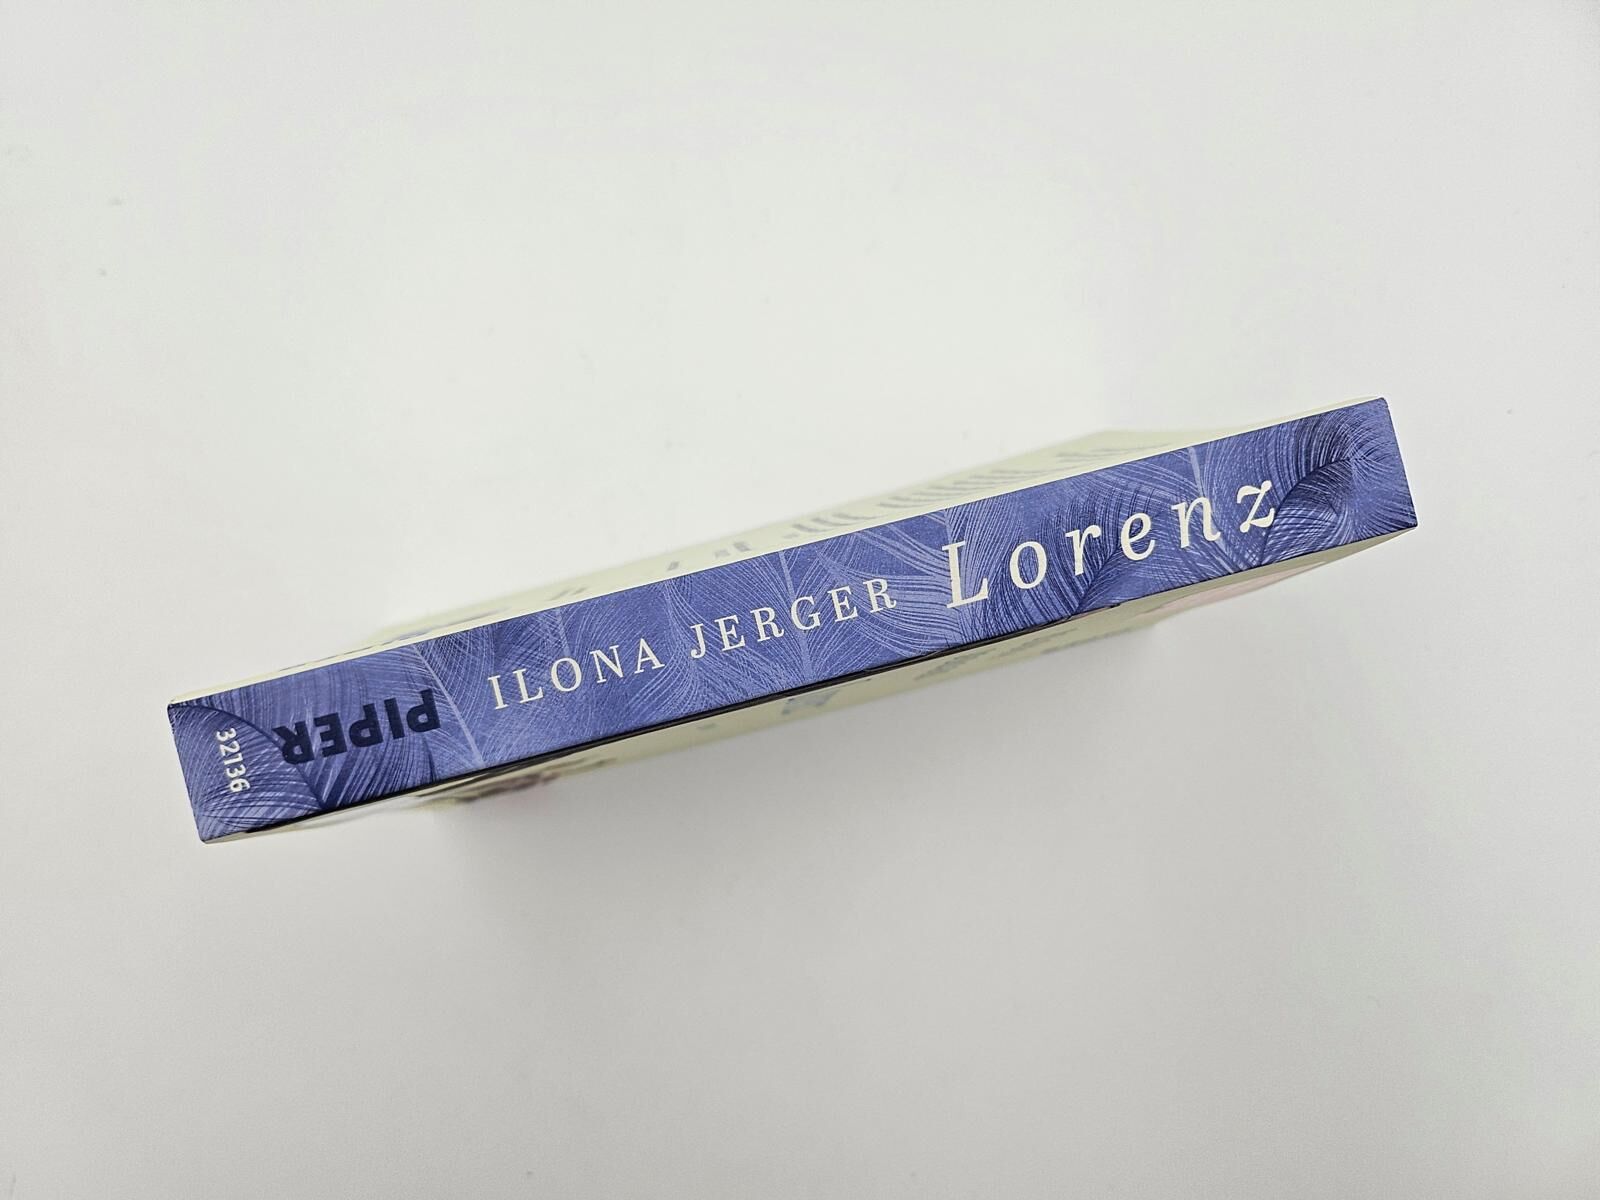 ILONA JERGER Lorenz
PIPER
32136